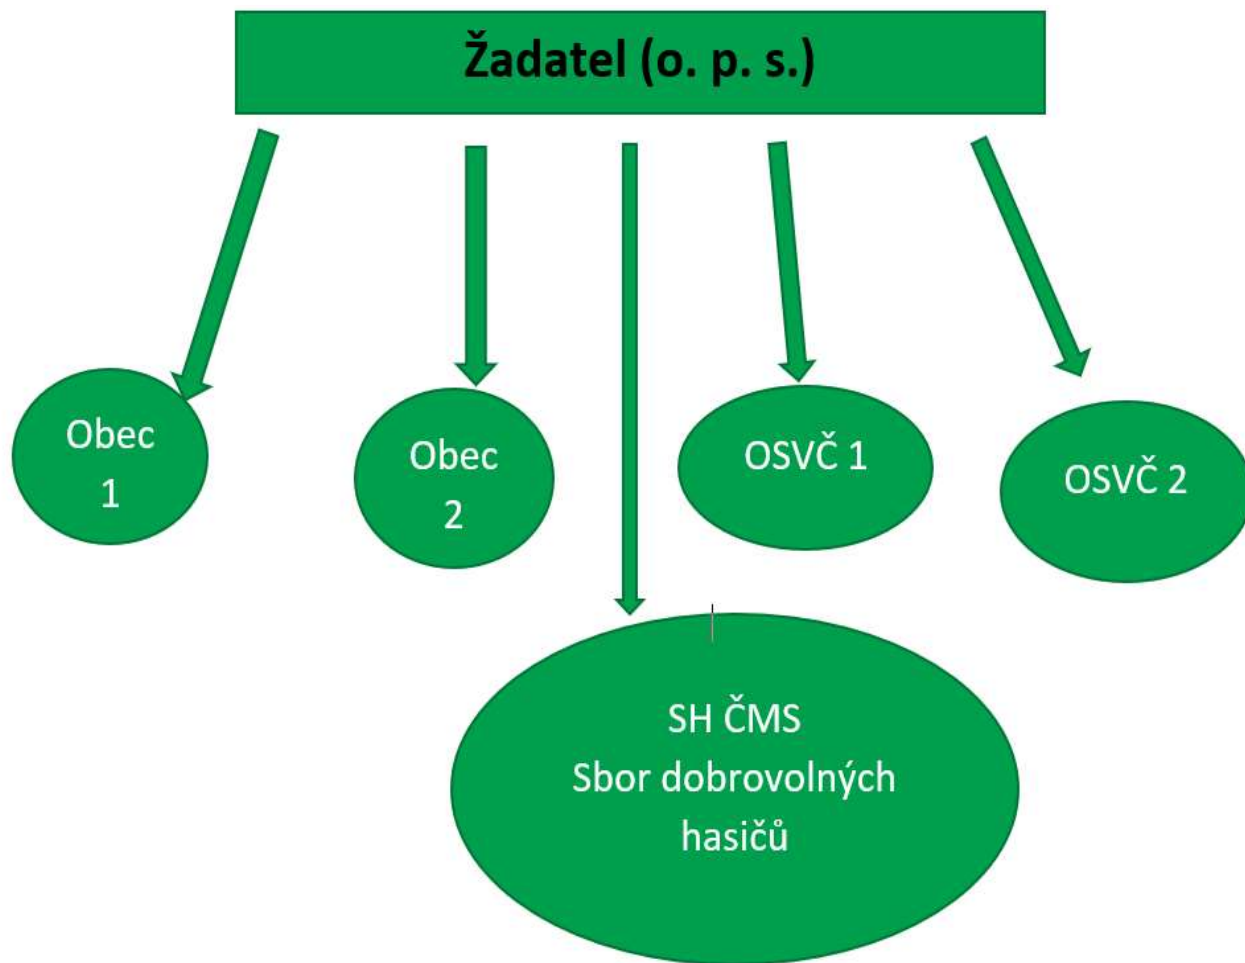 Žadatel (o. p. s.)
Obec
1
Obec
2
OSVČ 1
OSVČ 2
SH ČMS
Sbor dobrovolných
hasičů